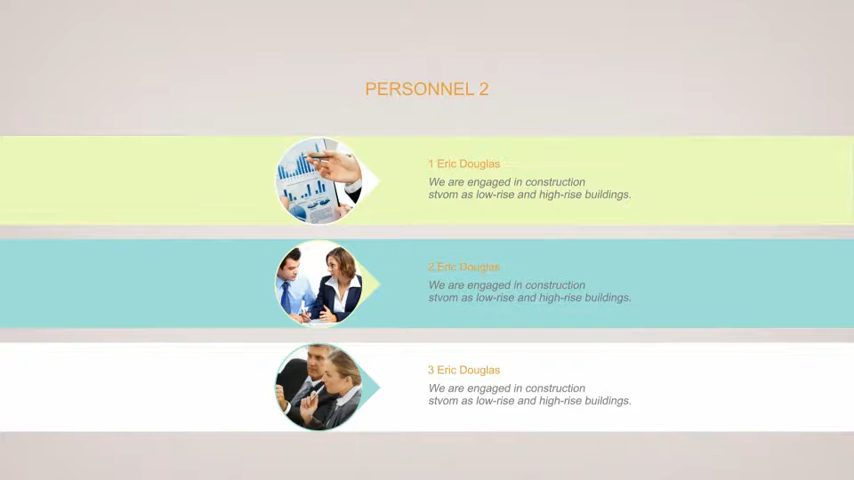 PERSONNEL 2
1 Eric Douglas
We are engaged in construction
stvom as low-rise and high-rise buildings.
2 Eric Douglas
We are engaged in construction
stvom as low-rise and high-rise buildings.
3 Eric Douglas
We are engaged in construction
stvom as low-rise and high-rise buildings.